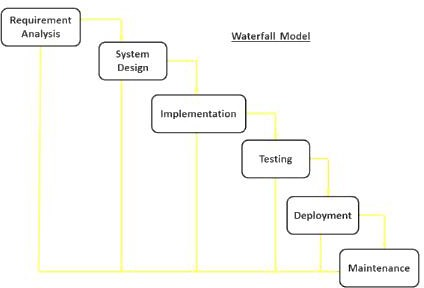 Requirement
Analysis
Waterfall Model
System
Design
Implementation
Testing
Deployment
Maintenance